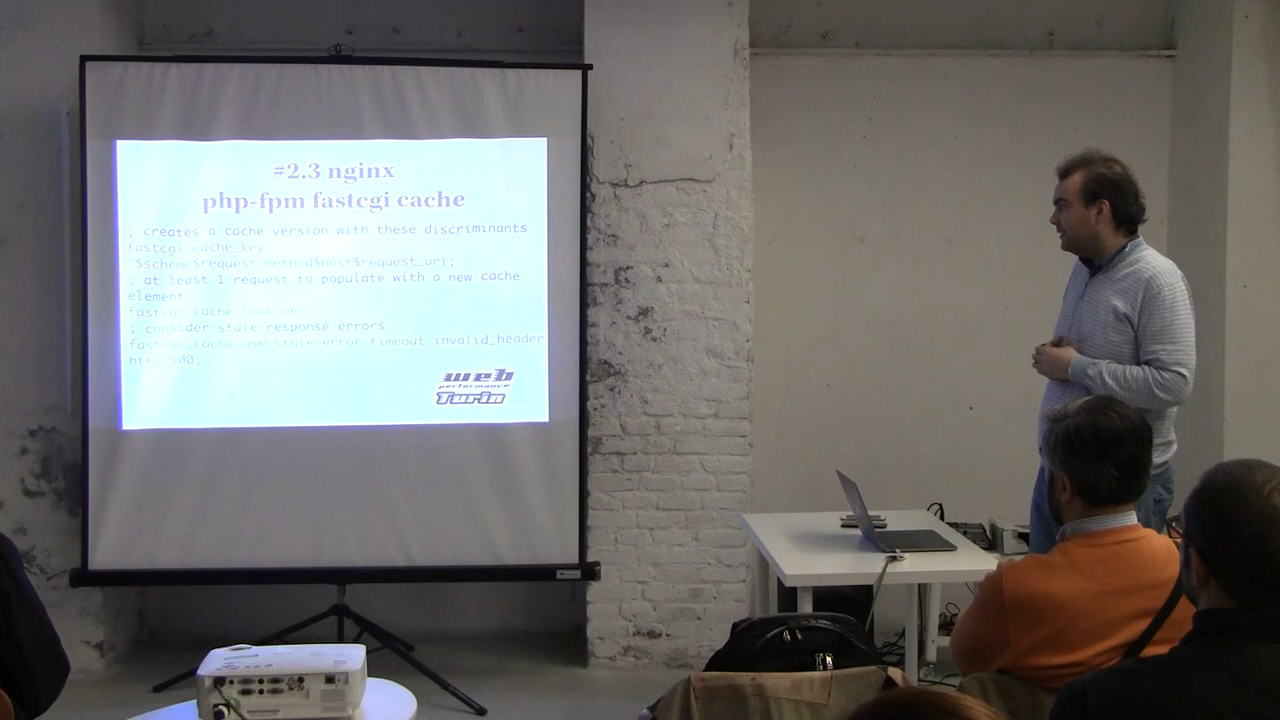 #2.3 nginx
php-fpm fastcgi cache
; creates a cache version with these discriminants
fastcgi_cache_key
"$scheme$request_method$host$request_uri;
; at least 1 request to populate with a new cache
element
fastcgi_cache_lock on;
; consider stale response errors
fastcgi_cache_use_stale error timeout invalid_header
http_500;
web
performance
Turin